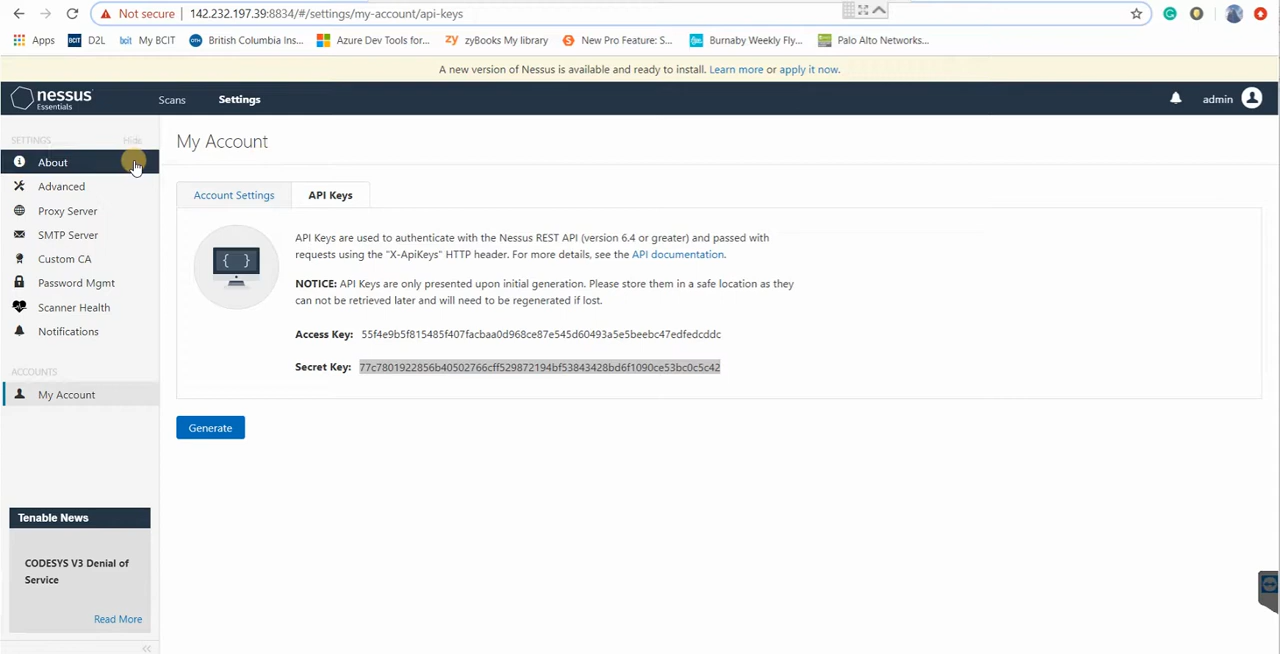 Not secure
142.232.197.39:8834/#/settings/my-account/api-keys
Apps D2L My BCIT British Columbia Ins... Azure Dev Tools for... zyBooks My library New Pro Feature: S... Burnaby Weekly Fly... Palo Alto Networks...
A new version of Nessus is available and ready to install. Learn more or apply it now.
nessus Essentials
Scans Settings
admin
SETTINGS Hide
About
Advanced
Proxy Server
SMTP Server
Custom CA
Password Mgmt
Scanner Health
Notifications
ACCOUNTS
My Account
Tenable News
CODESYS V3 Denial of
Service
Read More
My Account
Account Settings API Keys
API Keys are used to authenticate with the Nessus REST API (version 6.4 or greater) and passed with
requests using the "X-ApiKeys" HTTP header. For more details, see the API documentation.
NOTICE: API Keys are only presented upon initial generation. Please store them in a safe location as they
can not be retrieved later and will need to be regenerated if lost.
Access Key: 55f4e9b5f815485f407facbaa0d968ce87e545d60493a5e5beebc47edfedcddc
Secret Key: 77c7801922856b40502766cff529872194bf53843428bd6f1090ce53bc0c5c42
Generate